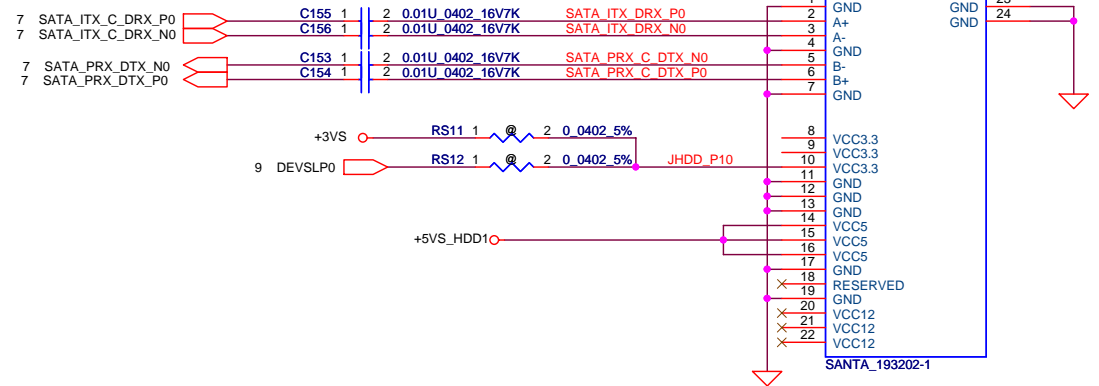 1 GND GND 23
7 SATA_ITX_C_DRX_P0 C155 1 2 0.01U_0402_16V7K SATA_ITX_DRX_P0 2 A+ GND 24
7 SATA_ITX_C_DRX_N0 C156 1 2 0.01U_0402_16V7K SATA_ITX_DRX_N0 3 A-
4 GND
7 SATA_PRX_DTX_N0 C153 1 2 0.01U_0402_16V7K SATA_PRX_C_DTX_N0 5 B-
7 SATA_PRX_DTX_P0 C154 1 2 0.01U_0402_16V7K SATA_PRX_C_DTX_P0 6 B+
7 GND
+3VS RS11 1 @ 2 0_0402_5% 8 VCC3.3
9 VCC3.3
9 DEVSLP0 RS12 1 @ 2 0_0402_5% JHDD_P10 10 VCC3.3
11 GND
12 GND
13 GND
14 VCC5
+5VS_HDD1 15 VCC5
16 VCC5
17 GND
18 RESERVED
19 GND
20 VCC12
21 VCC12
22 VCC12
SANTA_193202-1